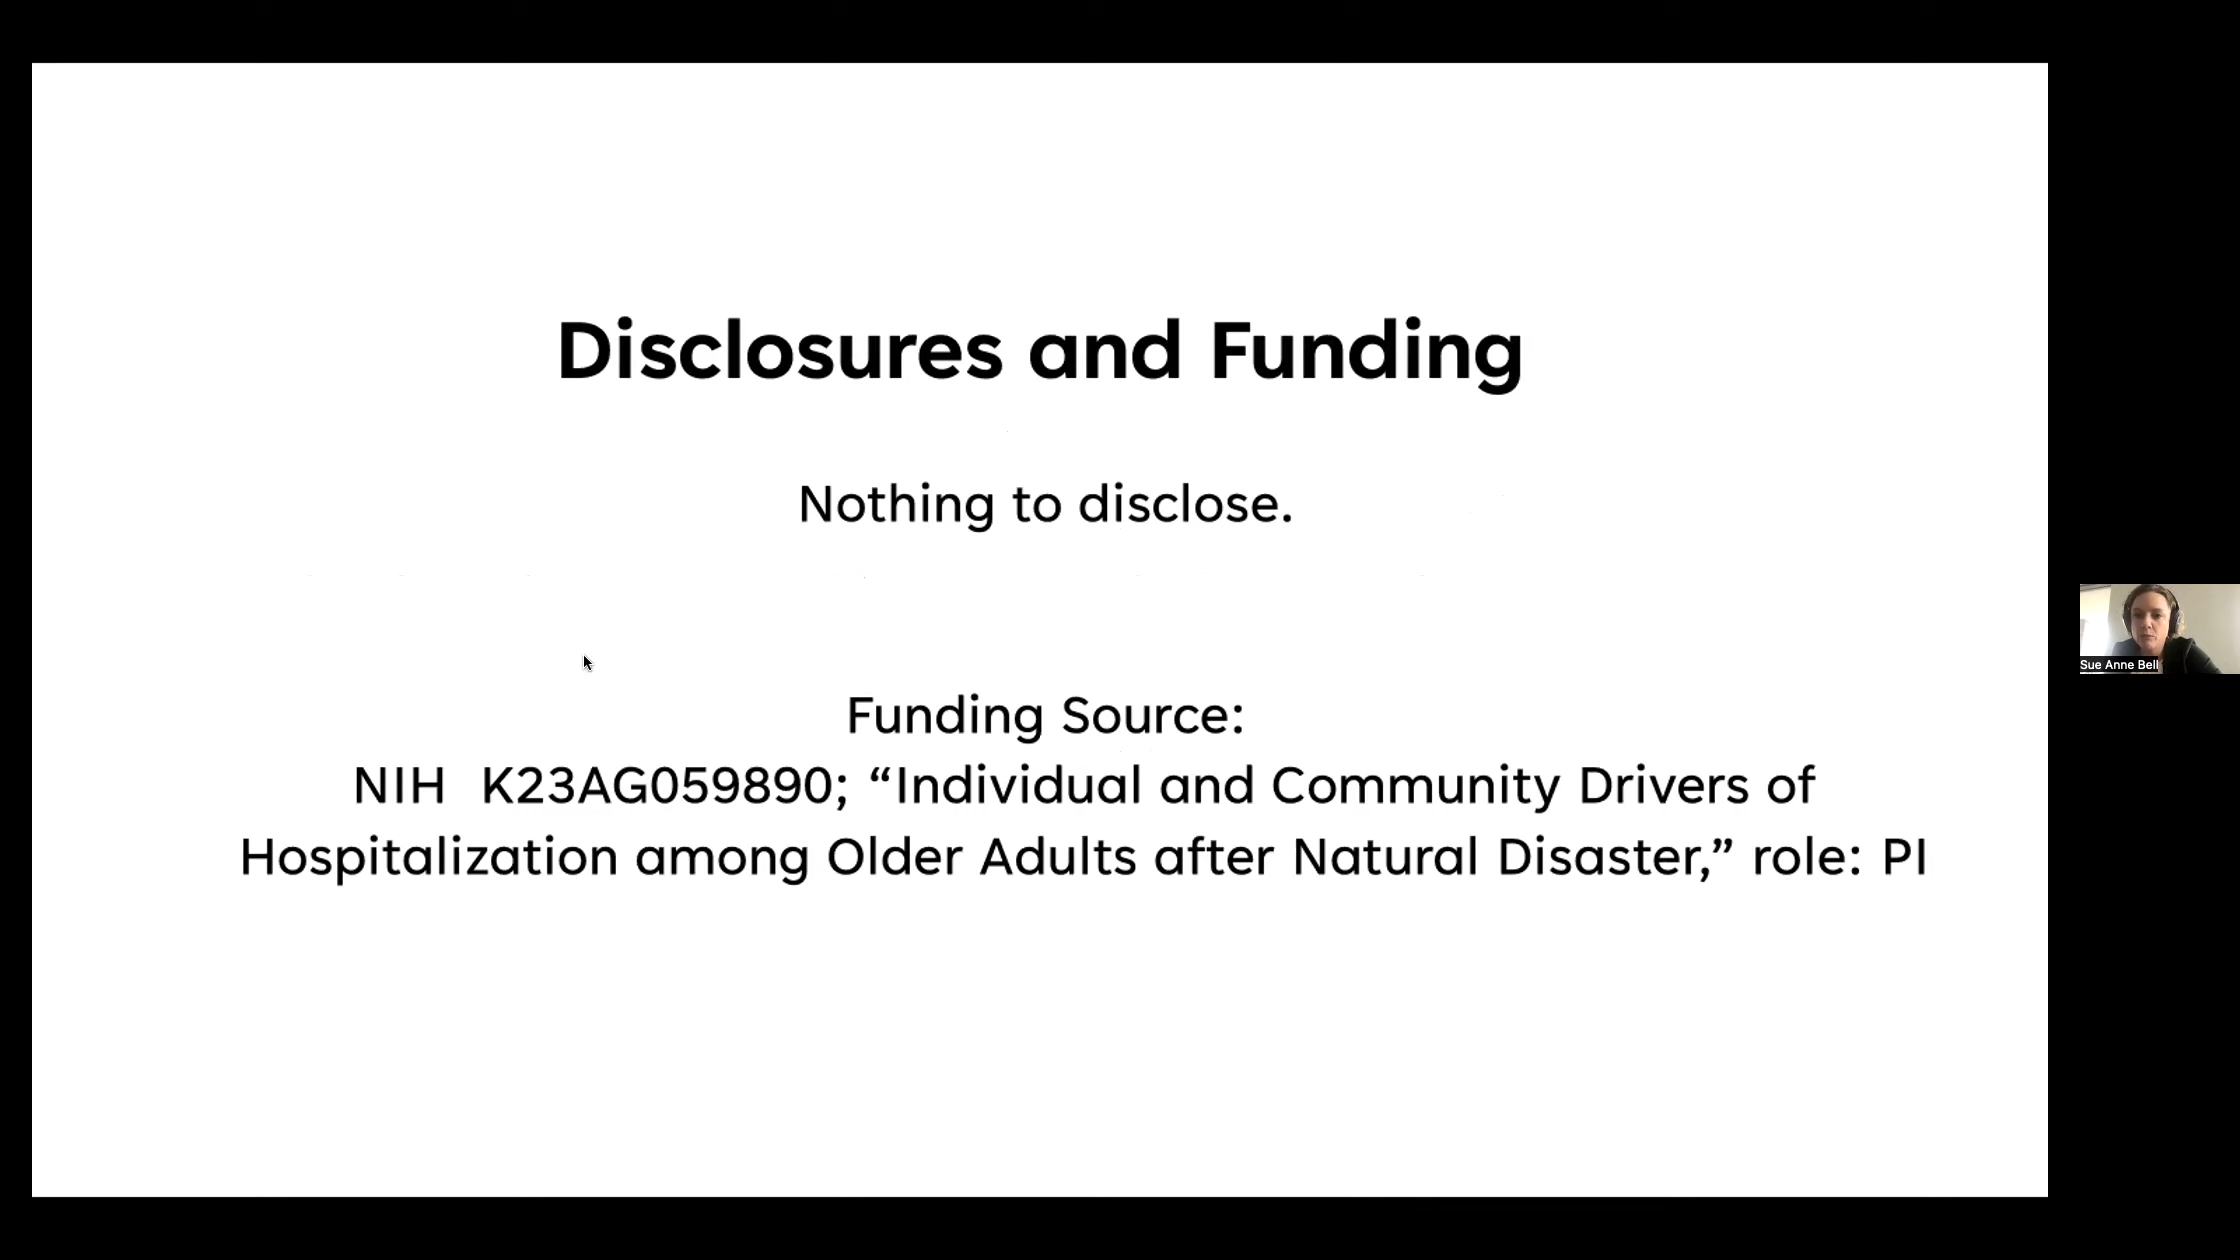 Disclosures and Funding
Nothing to disclose.
Funding Source:
NIH  K23AG059890; “Individual and Community Drivers of
Hospitalization among Older Adults after Natural Disaster,” role: PI
Sue Anne Bell